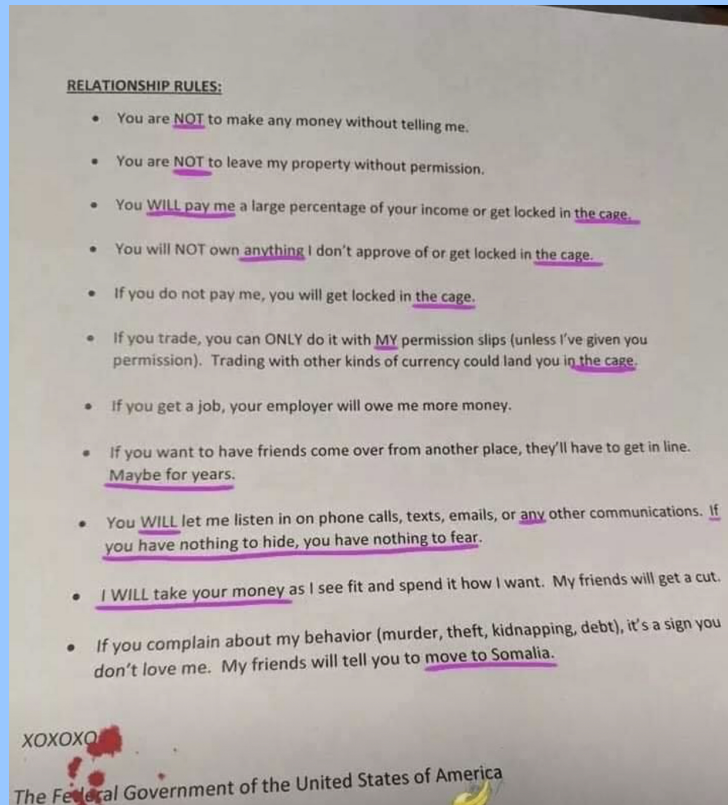 RELATIONSHIP RULES:
• You are NOT to make any money without telling me.
• You are NOT to leave my property without permission.
• You WILL pay me a large percentage of your income or get locked in the cage.
• You will NOT own anything I don't approve of or get locked in the cage.
• If you do not pay me, you will get locked in the cage.
• If you trade, you can ONLY do it with MY permission slips (unless I've given you
permission). Trading with other kinds of currency could land you in the cage.
• If you get a job, your employer will owe me more money.
• If you want to have friends come over from another place, they'll have to get in line.
Maybe for years.
• You WILL let me listen in on phone calls, texts, emails, or any other communications. If
you have nothing to hide, you have nothing to fear.
• I WILL take your money as I see fit and spend it how I want. My friends will get a cut.
• If you complain about my behavior (murder, theft, kidnapping, debt), it's a sign you
don't love me. My friends will tell you to move to Somalia.
XOXOXO
The Federal Government of the United States of America